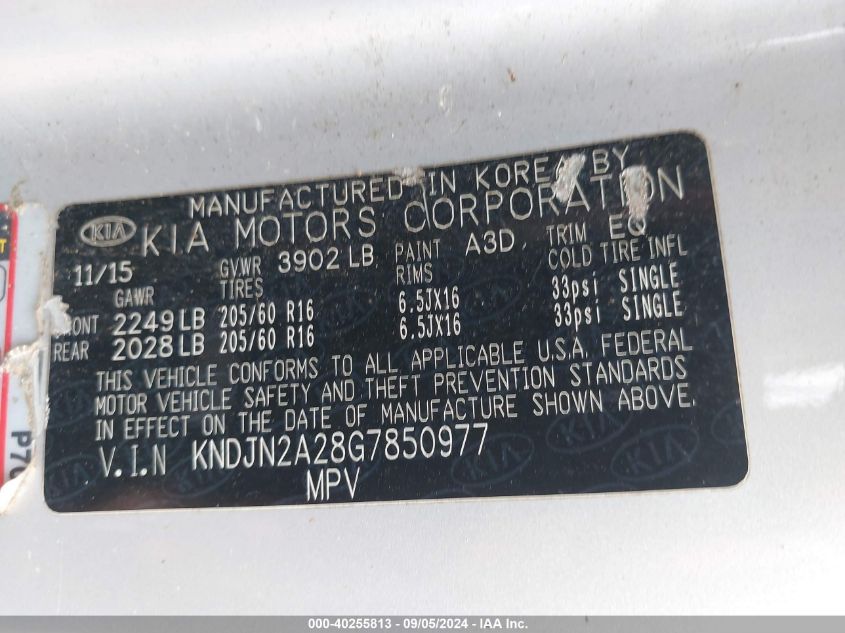 MANUFACTURED IN KOREA BY
KIA KIA MOTORS CORPORATION
11/15 GVWR 3902 LB PAINT A3D TRIM EQ
GAWR TIRES RIMS COLD TIRE INFL
FRONT 2249 LB 205/60 R16 6.5JX16 33psi SINGLE
REAR 2028 LB 205/60 R16 6.5JX16 33psi SINGLE
THIS VEHICLE CONFORMS TO ALL APPLICABLE U.S.A. FEDERAL
MOTOR VEHICLE SAFETY AND THEFT PREVENTION STANDARDS
IN EFFECT ON THE DATE OF MANUFACTURE SHOWN ABOVE.
V.I.N KNDJN2A28G7850977
MPV
000-40255813 - 09/05/2024 - © IAA, Inc.